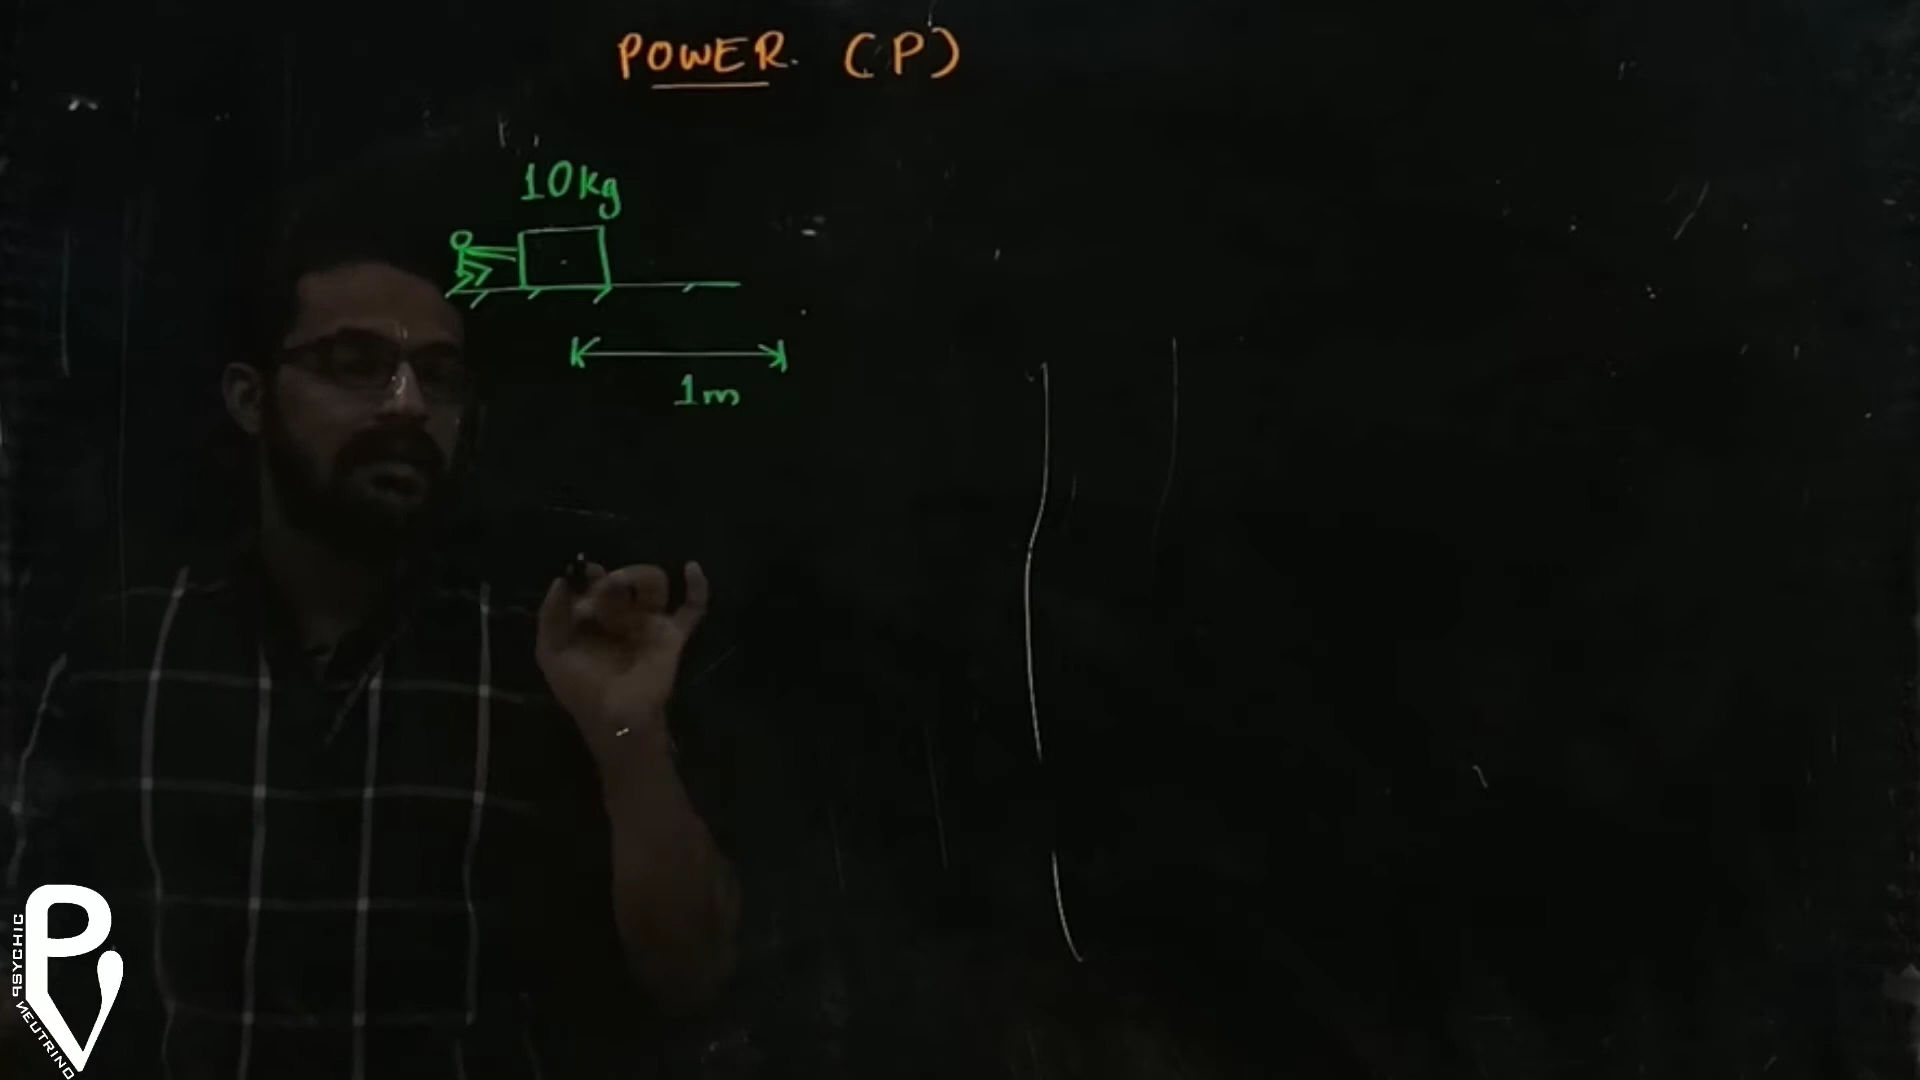 POWER. (P)
10kg
1m
PSYCHIC
NEUTRINO